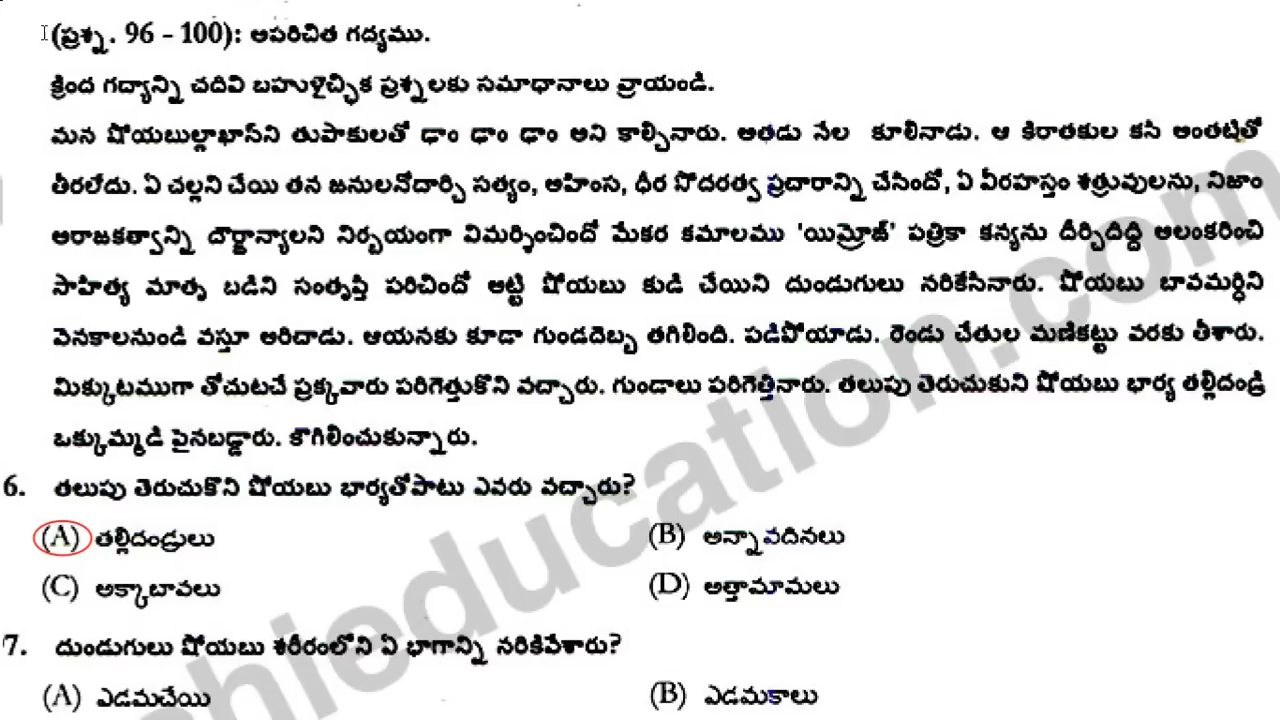 (ప్రశ్న. 96 - 100): అపరిచిత గద్యము.
క్రింద గద్యాన్ని చదివి బహుళైచ్ఛిక ప్రశ్నలకు సమాధానాలు వ్రాయండి.
మన షోయబుల్లాఖాన్‌ని తుపాకులతో ఢాం ఢాం ఢాం అని కాల్చినారు. అతడు నేల కూలినాడు. ఆ కిరాతకుల కసి అంతటితో
తీరలేదు. ఏ చల్లని చేయి తన జనులనోదార్చి సత్యం, అహింస, ధీర సోదరత్వ ప్రచారాన్ని చేసిందో, ఏ వీరహస్తం శత్రువులను, నిజాం
అరాజకత్వాన్ని దౌర్జన్యాలని నిర్భయంగా విమర్శించిందో మేకర కమాలము 'యిమ్రోజ్' పత్రికా కన్యను దీర్చిదిద్ది అలంకరించి
సాహిత్య మాతృ బడిని సంతృప్తి పరిచిందో అట్టి షోయబు కుడి చేయిని దుండుగులు నరికేసినారు. షోయబు బావమర్ధిని
వెనకాలనుండి వస్తూ అరిచాడు. ఆయనకు కూడా గుండదెబ్బ తగిలింది. పడిపోయాడు. రెండు చేతుల మణికట్టు వరకు తీశారు.
మిక్కుటముగా తోచుటచే ప్రక్కవారు పరిగెత్తుకొని వచ్చారు. గుండాలు పరిగెత్తినారు. తలుపు తెరుచుకుని షోయబు భార్య తల్లిదండ్రి
ఒక్కుమ్మడి పైనబడ్డారు. కౌగిలించుకున్నారు.
6. తలుపు తెరుచుకొని షోయబు భార్యతోపాటు ఎవరు వచ్చారు?
(A) తల్లిదండ్రులు (B) అన్నావదినలు
(C) అక్కాబావలు (D) అత్తామామలు
7. దుండుగులు షోయబు శరీరంలోని ఏ భాగాన్ని నరికివేశారు?
(A) ఎడమచేయి (B) ఎడమకాలు